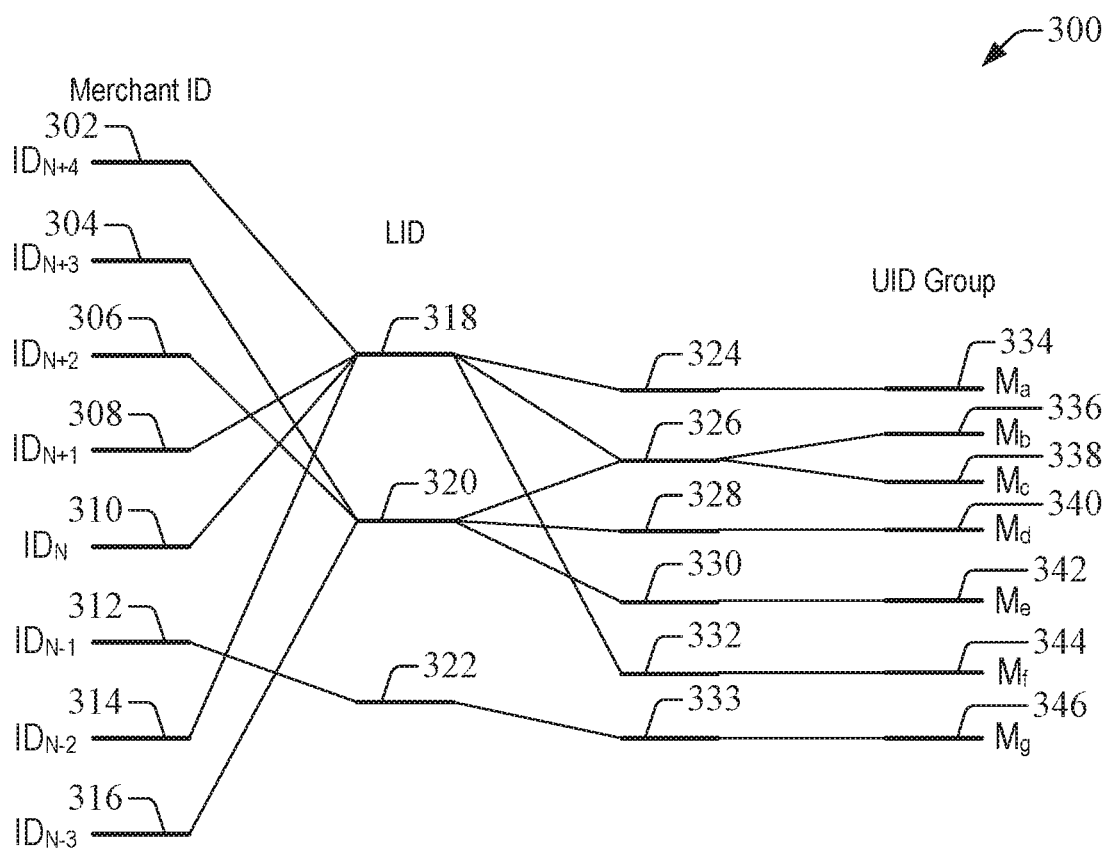 300
Merchant ID
302
ID_{N+4}
304
ID_{N+3}
LID
UID Group
306
ID_{N+2}
318
324
334
M_a
308
ID_{N+1}
326
336
M_b
338
M_c
310
ID_N
320
328
340
M_d
330
342
M_e
312
ID_{N-1}
322
332
344
M_f
314
ID_{N-2}
333
346
M_g
316
ID_{N-3}